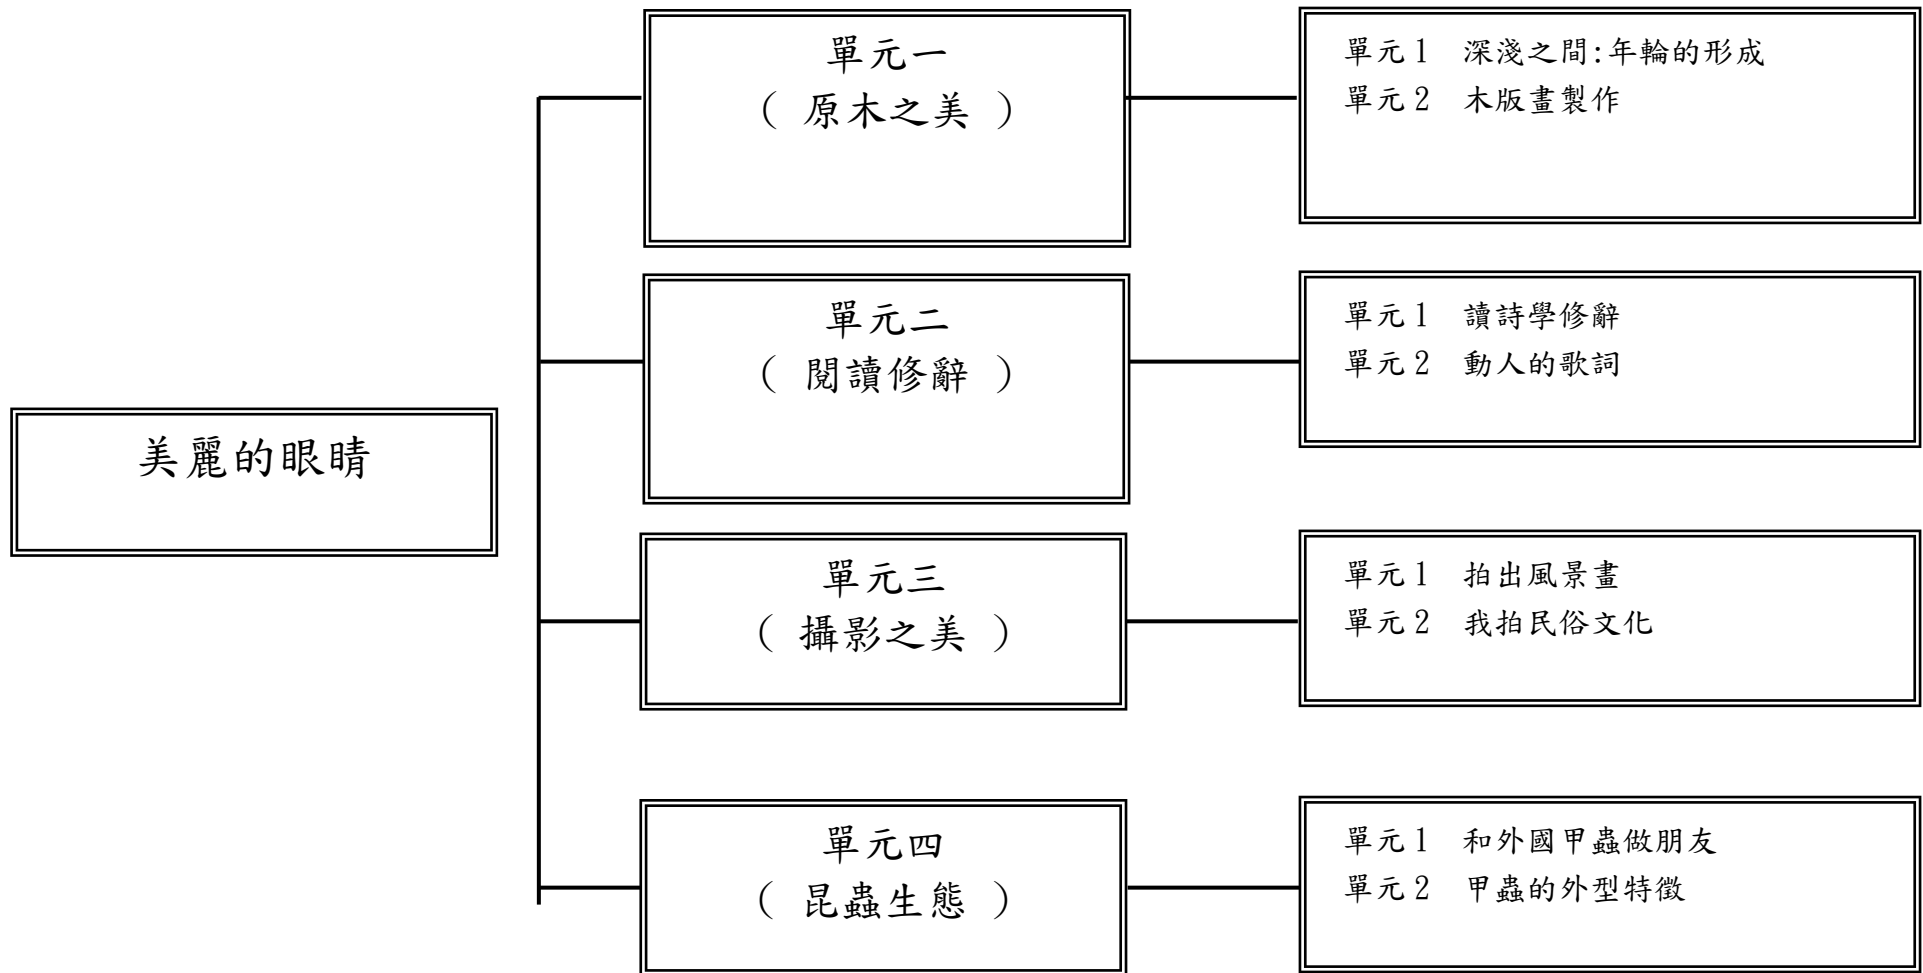 美麗的眼睛
單元一
( 原木之美 )
單元1 深淺之間:年輪的形成
單元2 木版畫製作
單元二
( 閱讀修辭 )
單元1 讀詩學修辭
單元2 動人的歌詞
單元三
( 攝影之美 )
單元1 拍出風景畫
單元2 我拍民俗文化
單元四
( 昆蟲生態 )
單元1 和外國甲蟲做朋友
單元2 甲蟲的外型特徵